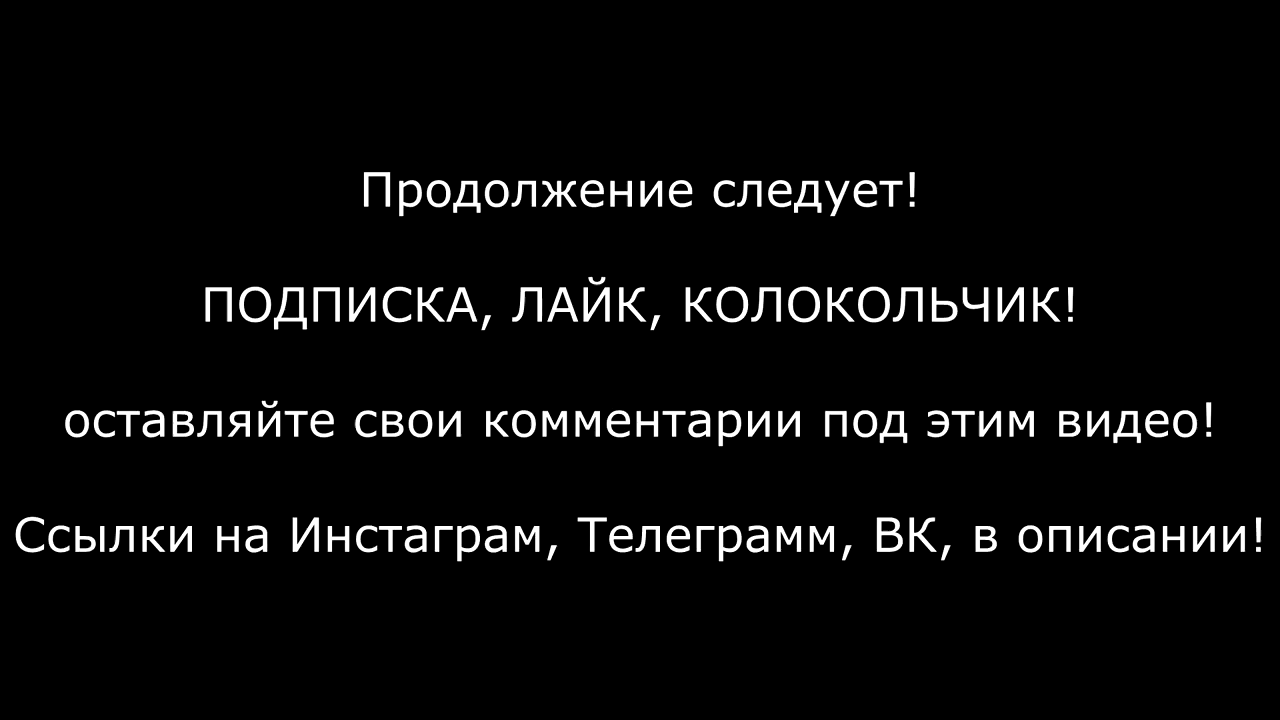 Продолжение следует!
ПОДПИСКА, ЛАЙК, КОЛОКОЛЬЧИК!
оставляйте свои комментарии под этим видео!
Ссылки на Инстаграм, Телеграмм, ВК, в описании!